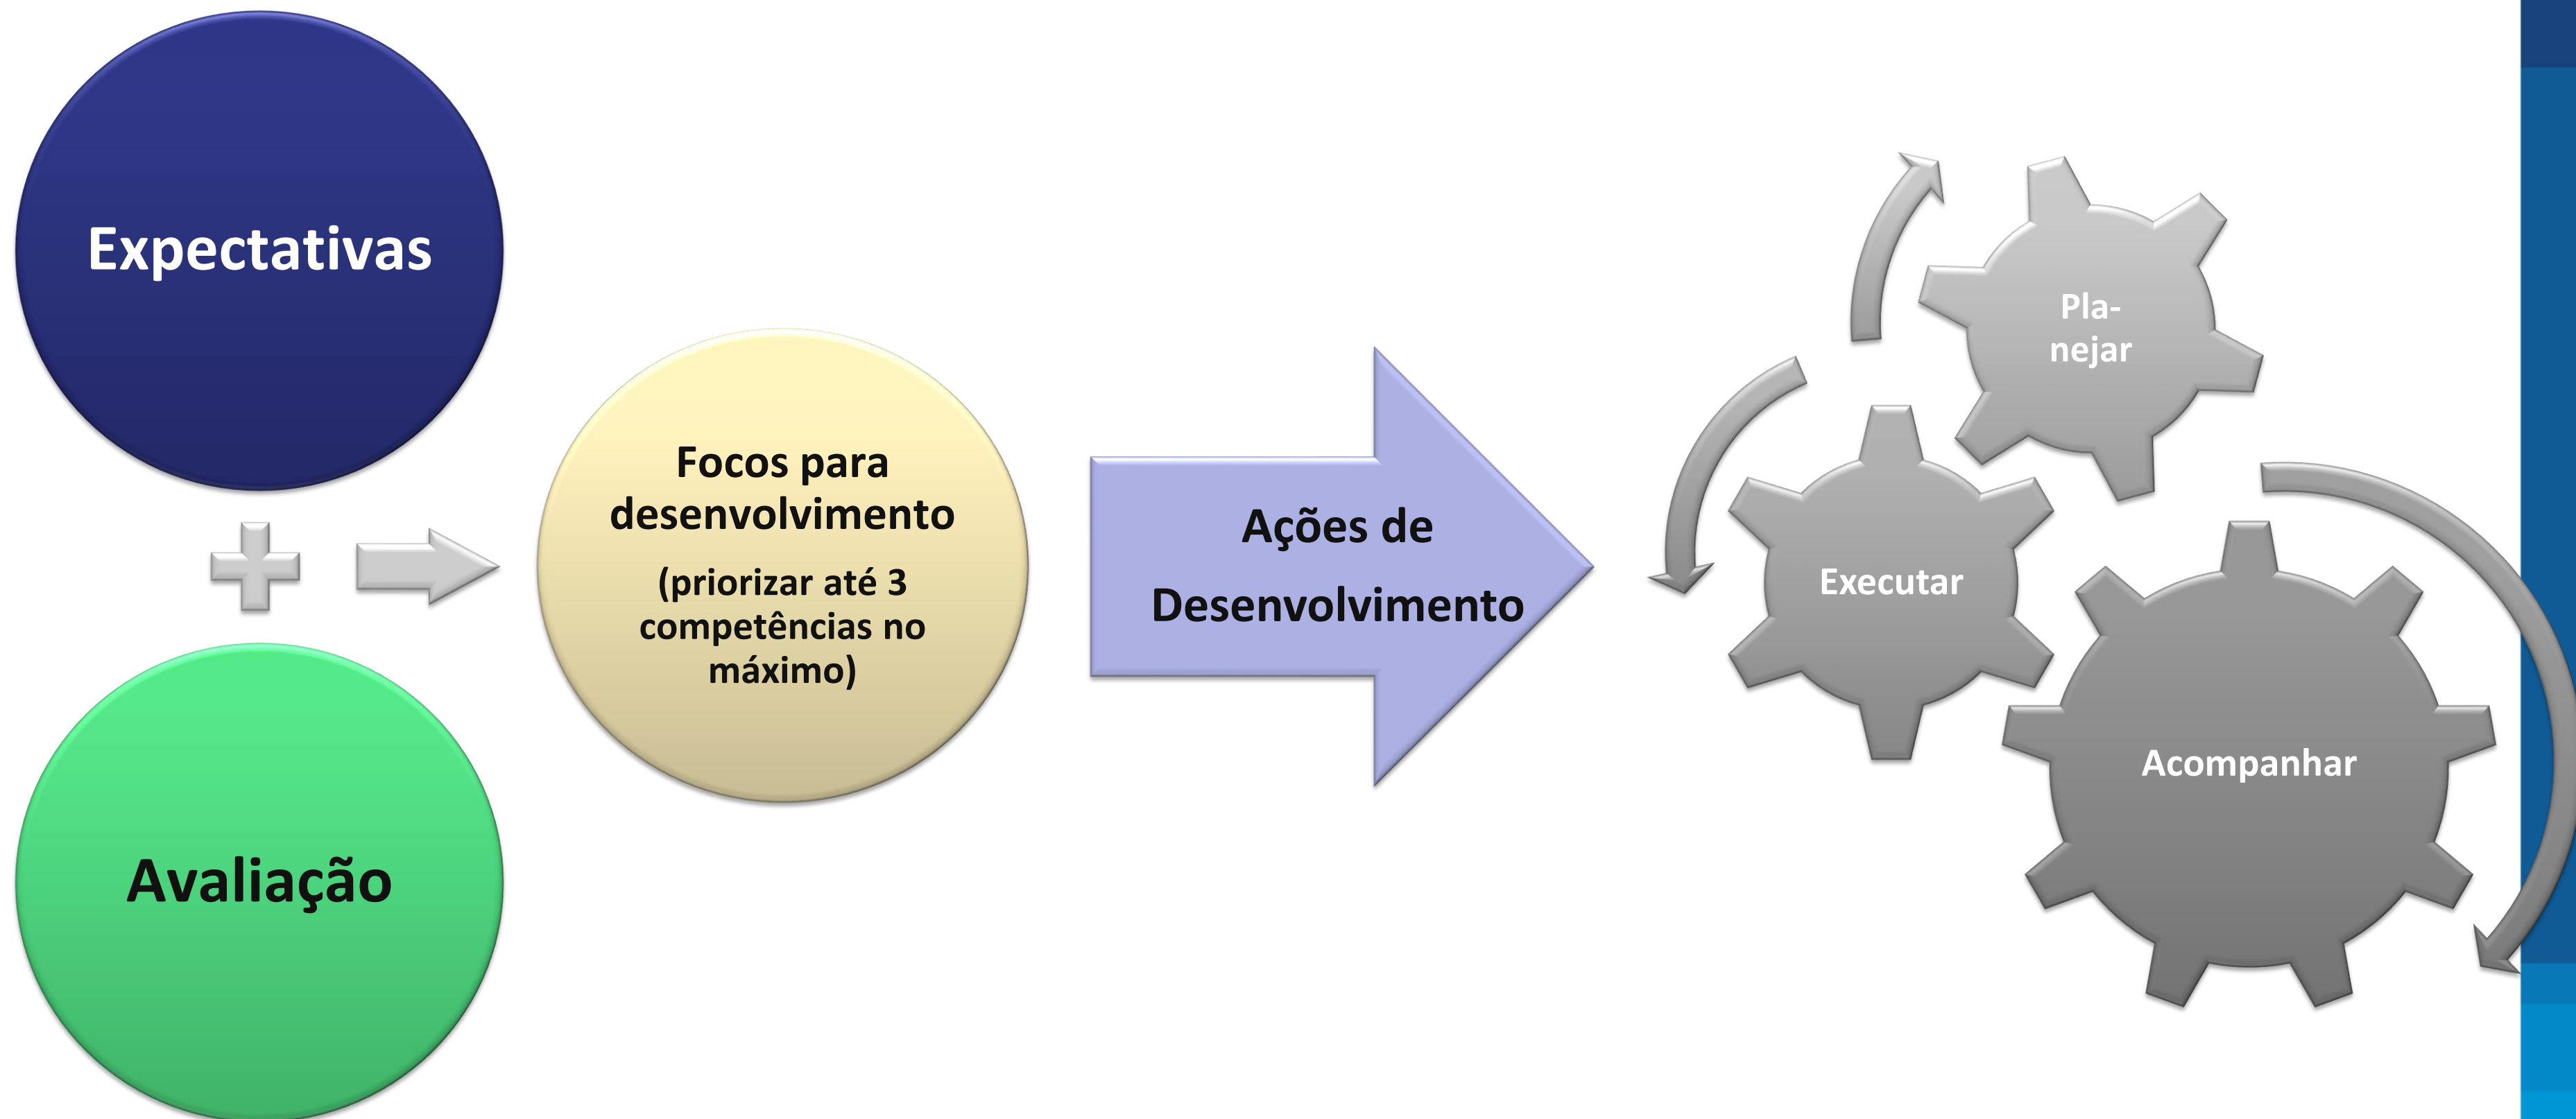 Expectativas
Avaliação
Focos para
desenvolvimento
(priorizar até 3
competências no
máximo)
Ações de
Desenvolvimento
Pla-
nejar
Executar
Acompanhar